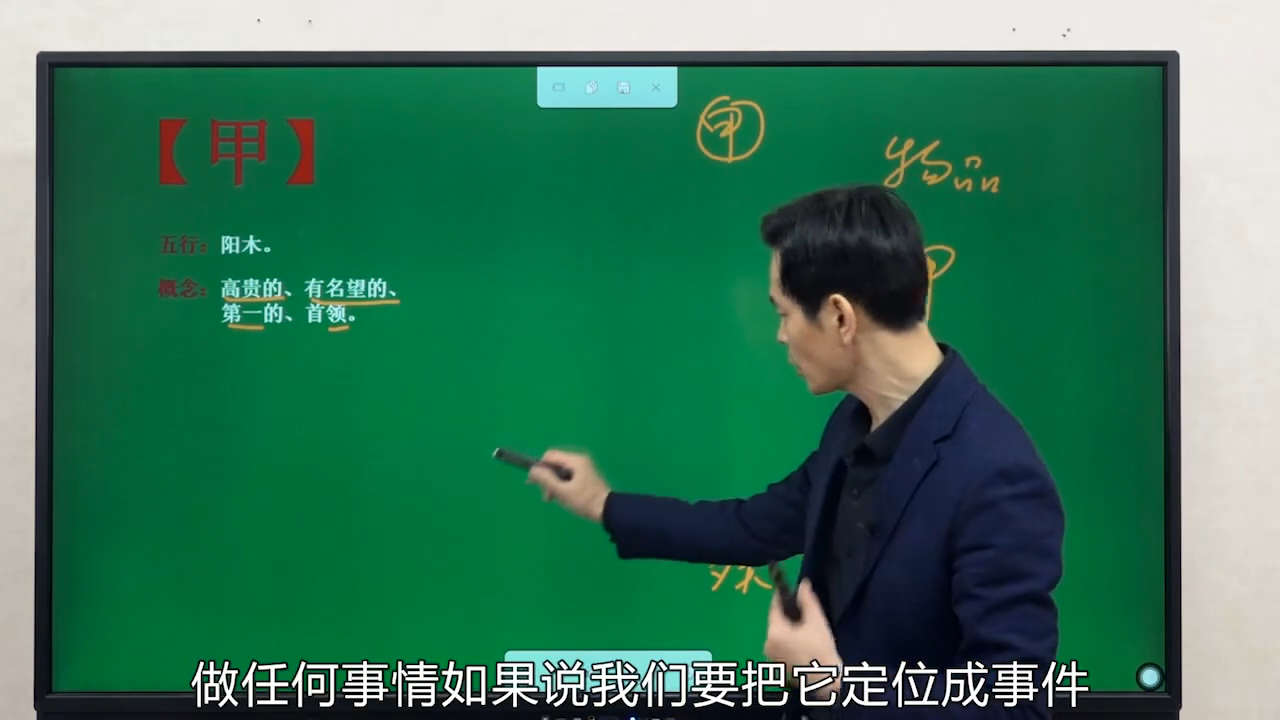 【甲】
甲
物品
五行：阳木。
概念：高贵的、有名望的、
第一的、首领。
做任何事情如果说我们要把它定位成事件